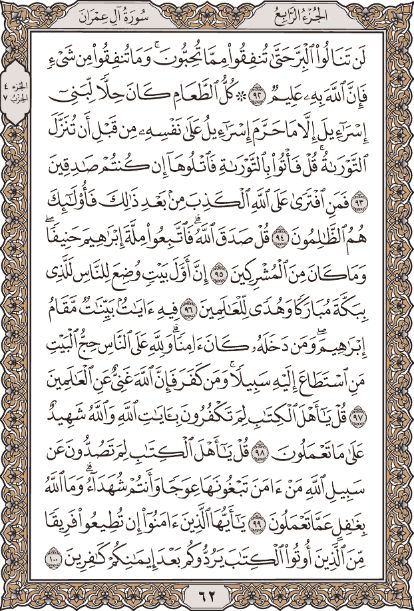 الجزء الرابع
سورة آل عمران
لَن تَنَالُوا۟ ٱلْبِرَّ حَتَّىٰ تُنفِقُوا۟ مِمَّا تُحِبُّونَ ۚ وَمَا تُنفِقُوا۟ مِن شَىْءٍ
فَإِنَّ ٱللَّهَ بِهِۦ عَلِيمٌ ٩٢ ۞ كُلُّ ٱلطَّعَامِ كَانَ حِلًّا لِّبَنِىٓ
إِسْرَٰٓءِيلَ إِلَّا مَا حَرَّمَ إِسْرَٰٓءِيلُ عَلَىٰ نَفْسِهِۦ مِن قَبْلِ أَن تُنَزَّلَ
ٱلتَّوْرَىٰةُ ۗ قُلْ فَأْتُوا۟ بِٱلتَّوْرَىٰةِ فَٱتْلُوهَآ إِن كُنتُمْ صَٰدِقِينَ
٩٣ فَمَنِ ٱفْتَرَىٰ عَلَى ٱللَّهِ ٱلْكَذِبَ مِنۢ بَعْدِ ذَٰلِكَ فَأُو۟لَٰٓئِكَ
هُمُ ٱلظَّٰلِمُونَ ٩٤ قُلْ صَدَقَ ٱللَّهُ ۗ فَٱتَّبِعُوا۟ مِلَّةَ إِبْرَٰهِيمَ حَنِيفًا ۖ
وَمَا كَانَ مِنَ ٱلْمُشْرِكِينَ ٩٥ إِنَّ أَوَّلَ بَيْتٍ وُضِعَ لِلنَّاسِ لَلَّذِى
بِبَكَّةَ مُبَارَكًا وَهُدًى لِّلْعَٰلَمِينَ ٩٦ فِيهِ ءَايَٰتٌۢ بَيِّنَٰتٌ مَّقَامُ
إِبْرَٰهِيمَ ۖ وَمَن دَخَلَهُۥ كَانَ ءَامِنًا ۗ وَلِلَّهِ عَلَى ٱلنَّاسِ حِجُّ ٱلْبَيْتِ
مَنِ ٱسْتَطَاعَ إِلَيْهِ سَبِيلًا ۚ وَمَن كَفَرَ فَإِنَّ ٱللَّهَ غَنِىٌّ عَنِ ٱلْعَٰلَمِينَ
٩٧ قُلْ يَٰٓأَهْلَ ٱلْكِتَٰبِ لِمَ تَكْفُرُونَ بِـَٔايَٰتِ ٱللَّهِ وَٱللَّهُ شَهِيدٌ
عَلَىٰ مَا تَعْمَلُونَ ٩٨ قُلْ يَٰٓأَهْلَ ٱلْكِتَٰبِ لِمَ تَصُدُّونَ عَن
سَبِيلِ ٱللَّهِ مَنْ ءَامَنَ تَبْغُونَهَا عِوَجًا وَأَنتُمْ شُهَدَآءُ ۗ وَمَا ٱللَّهُ
بِغَٰفِلٍ عَمَّا تَعْمَلُونَ ٩٩ يَٰٓأَيُّهَا ٱلَّذِينَ ءَامَنُوٓا۟ إِن تُطِيعُوا۟ فَرِيقًا
مِّنَ ٱلَّذِينَ أُوتُوا۟ ٱلْكِتَٰبَ يَرُدُّوكُم بَعْدَ إِيمَٰنِكُمْ كَٰفِرِينَ ١٠٠
الجزء ٤
الحزب ٧
٦٢